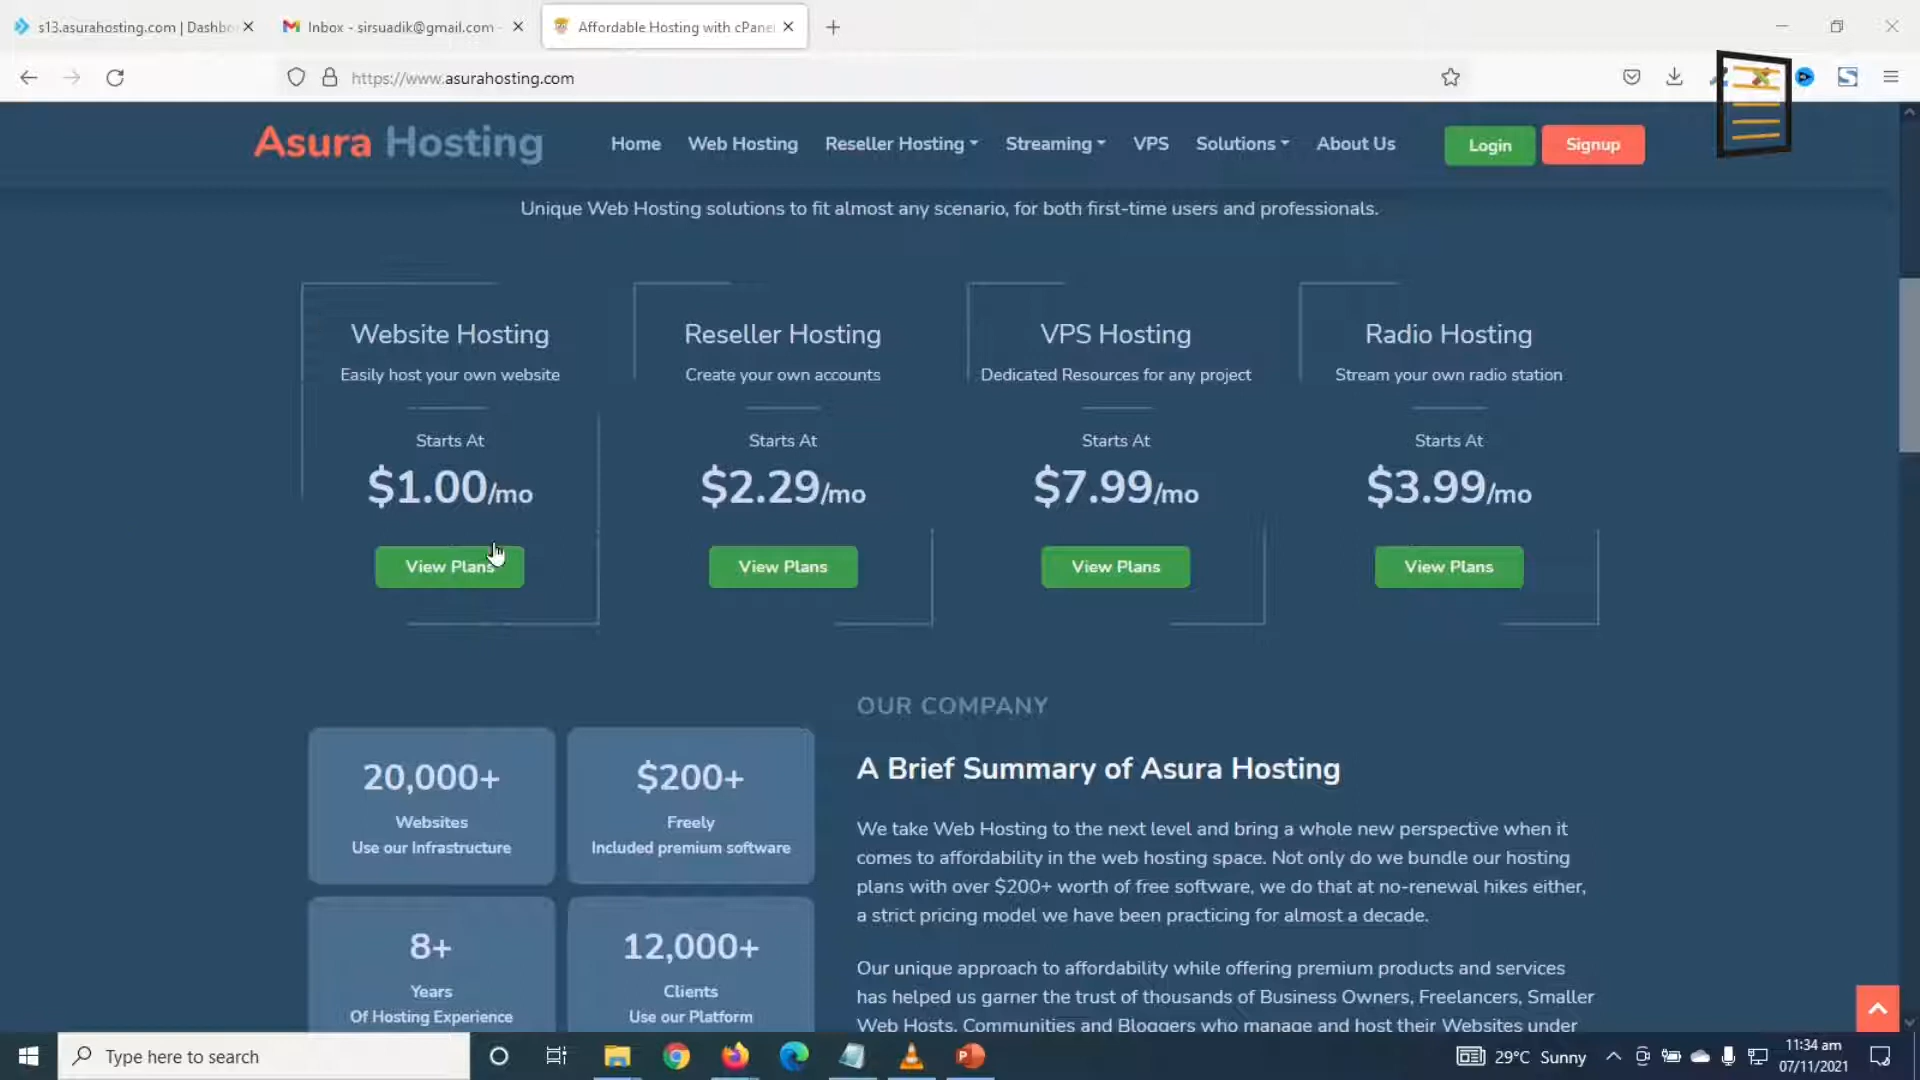 s13.asurahosting.com | Dashbo
Inbox - sirsuadik@gmail.com -
Affordable Hosting with cPanel
https://www.asurahosting.com
Asura Hosting
Home
Web Hosting
Reseller Hosting
Streaming
VPS
Solutions
About Us
Login
Signup
Unique Web Hosting solutions to fit almost any scenario, for both first-time users and professionals.
Website Hosting
Easily host your own website
Starts At
$1.00/mo
View Plans
Reseller Hosting
Create your own accounts
Starts At
$2.29/mo
View Plans
VPS Hosting
Dedicated Resources for any project
Starts At
$7.99/mo
View Plans
Radio Hosting
Stream your own radio station
Starts At
$3.99/mo
View Plans
20,000+
Websites
Use our Infrastructure
$200+
Freely
Included premium software
8+
Years
Of Hosting Experience
12,000+
Clients
Use our Platform
OUR COMPANY
A Brief Summary of Asura Hosting
We take Web Hosting to the next level and bring a whole new perspective when it
comes to affordability in the web hosting space. Not only do we bundle our hosting
plans with over $200+ worth of free software, we do that at no-renewal hikes either,
a strict pricing model we have been practicing for almost a decade.
Our unique approach to affordability while offering premium products and services
has helped us garner the trust of thousands of Business Owners, Freelancers, Smaller
Web Hosts, Communities and Bloggers who manage and host their Websites under
Type here to search
29°C Sunny
11:34 am
07/11/2021